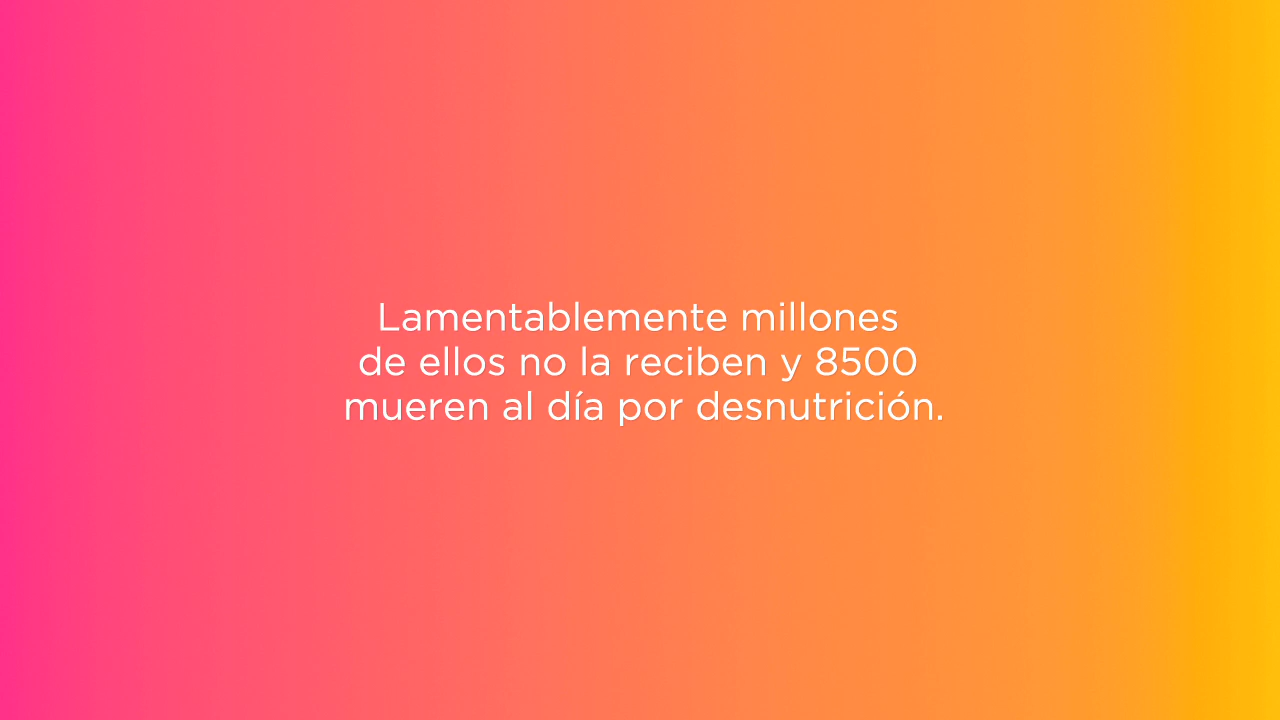 Lamentablemente millones
de ellos no la reciben y 8500
mueren al día por desnutrición.